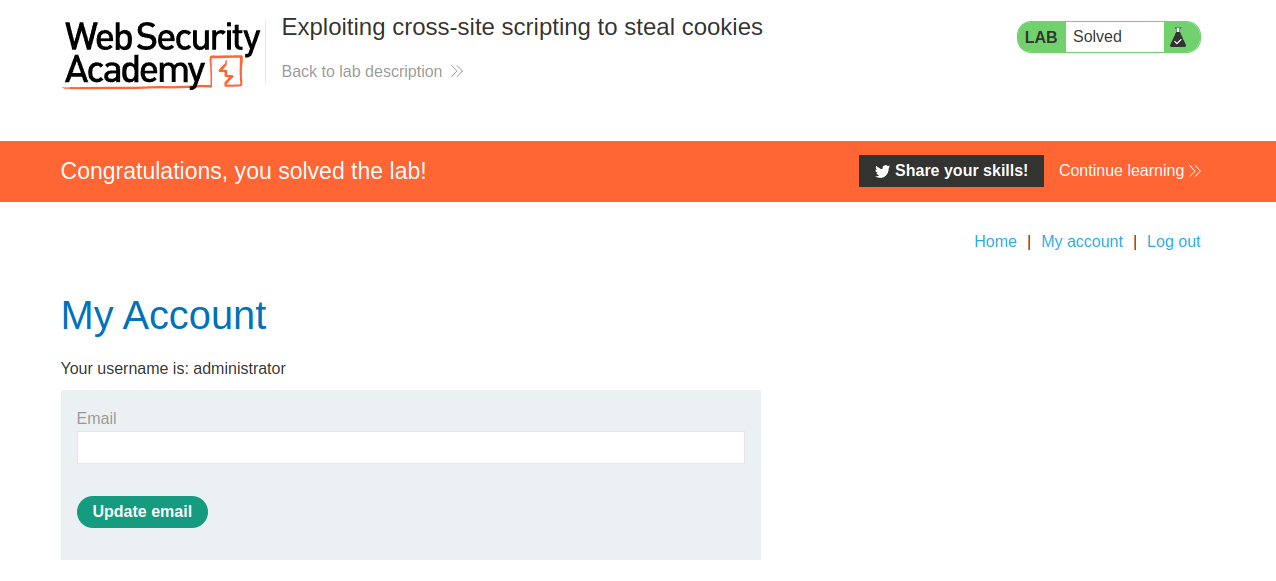 Web Security
Academy
Exploiting cross-site scripting to steal cookies
Back to lab description
LAB Solved
Congratulations, you solved the lab!
Share your skills!
Continue learning
Home | My account | Log out
My Account
Your username is: administrator
Email
Update email